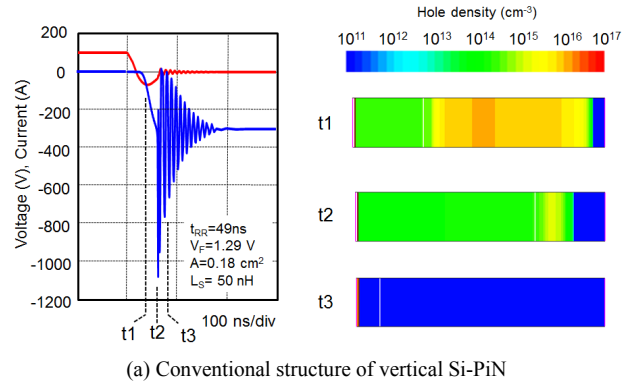 Voltage (V), Current (A)
200
0
-200
-400
-600
-800
-1000
-1200
t_RR=49ns
V_F=1.29 V
A=0.18 cm²
L_S= 50 nH
t1 t2 t3 100 ns/div
Hole density (cm⁻³)
10¹¹ 10¹² 10¹³ 10¹⁴ 10¹⁵ 10¹⁶ 10¹⁷
t1
t2
t3
(a) Conventional structure of vertical Si-PiN